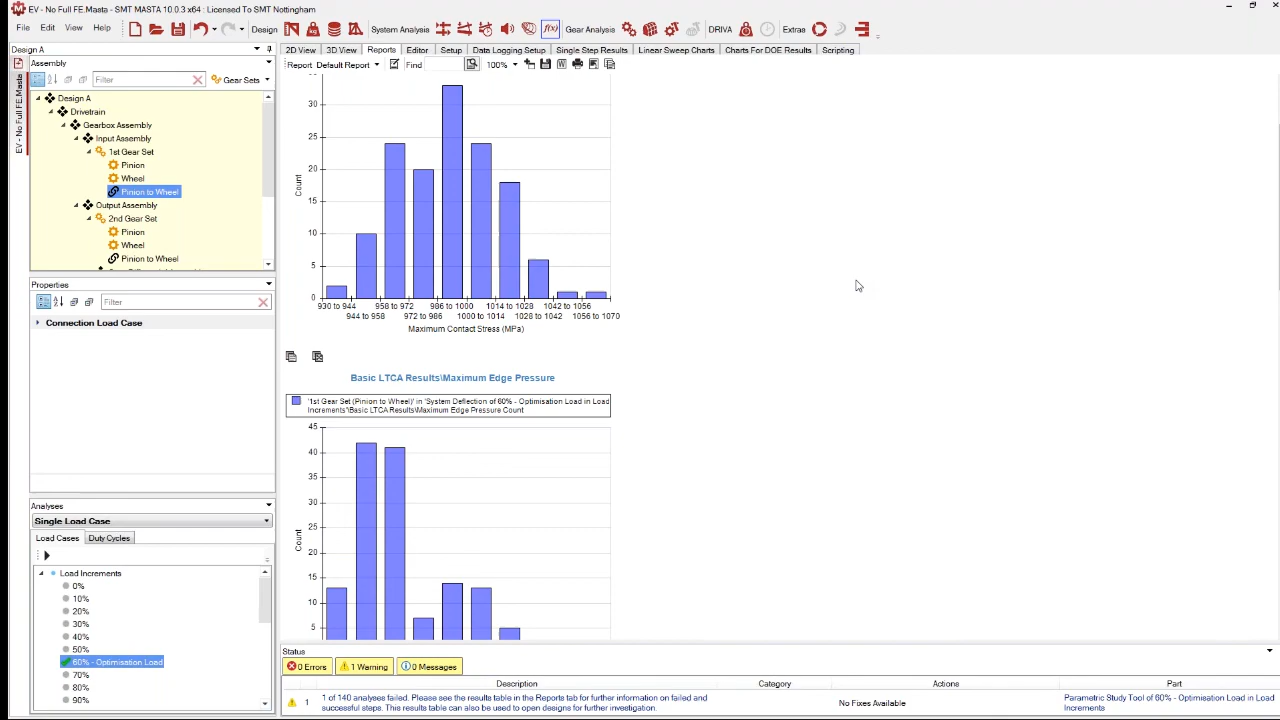 EV - No Full FE.Masta - SMT MASTA 10.0.3 x64 : Licensed To SMT Nottingham
File Edit View Help
Design System Analysis f(x) Gear Analysis DRIVA Extras
Design A
2D View 3D View Reports Editor Setup Data Logging Setup Single Step Results Linear Sweep Charts Charts For DOE Results Scripting
EV - No Full FE.Masta
Assembly
Filter Gear Sets
Design A
Drivetrain
Gearbox Assembly
Input Assembly
1st Gear Set
Pinion
Wheel
Pinion to Wheel
Output Assembly
2nd Gear Set
Pinion
Wheel
Pinion to Wheel
Properties
Filter
Connection Load Case
Analyses
Single Load Case
Load Cases Duty Cycles
Load Increments
0%
10%
20%
30%
40%
50%
60% - Optimisation Load
70%
80%
90%
Report Default Report Find 100%
30
25
20
15
10
5
0
Count
930 to 944 958 to 972 986 to 1000 1014 to 1028 1042 to 1056
944 to 958 972 to 986 1000 to 1014 1028 to 1042 1056 to 1070
Maximum Contact Stress (MPa)
Basic LTCA Results\Maximum Edge Pressure
'1st Gear Set (Pinion to Wheel)' in 'System Deflection of 60% - Optimisation Load in Load
Increments'\Basic LTCA Results\Maximum Edge Pressure Count
45
40
35
30
25
20
15
10
5
Count
Status
0 Errors 1 Warning 0 Messages
Description Category Actions Part
1 1 of 140 analyses failed. Please see the results table in the Reports tab for further information on failed and
successful steps. This results table can also be used to open designs for further investigation.
No Fixes Available
Parametric Study Tool of 60% - Optimisation Load in Load
Increments